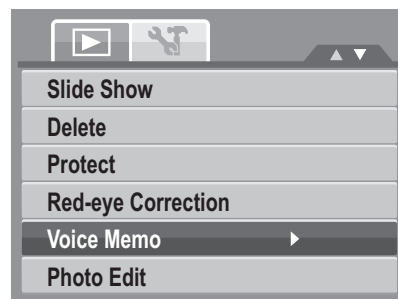 Slide Show
Delete
Protect
Red-eye Correction
Voice Memo
Photo Edit